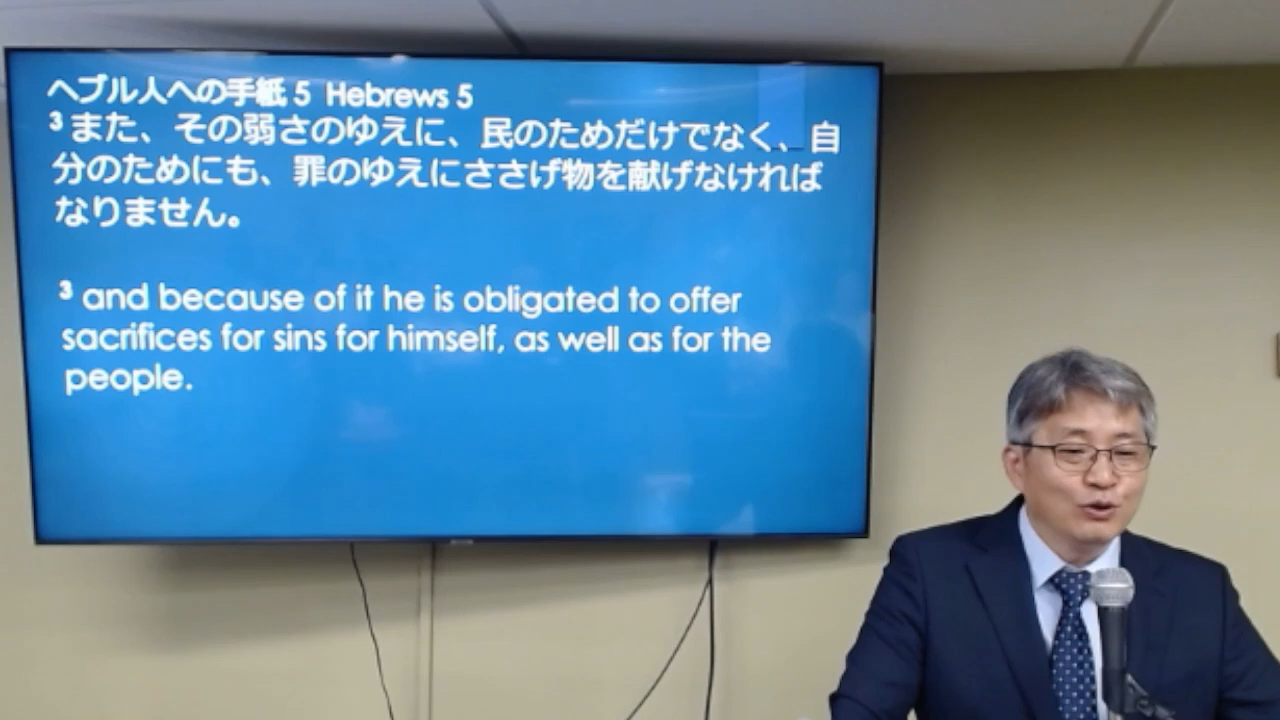 ヘブル人への手紙 5 Hebrews 5
3 また、その弱さのゆえに、民のためだけでなく、自
分のためにも、罪のゆえにささげ物を献げなければ
なりません。
3 and because of it he is obligated to offer
sacrifices for sins for himself, as well as for the
people.